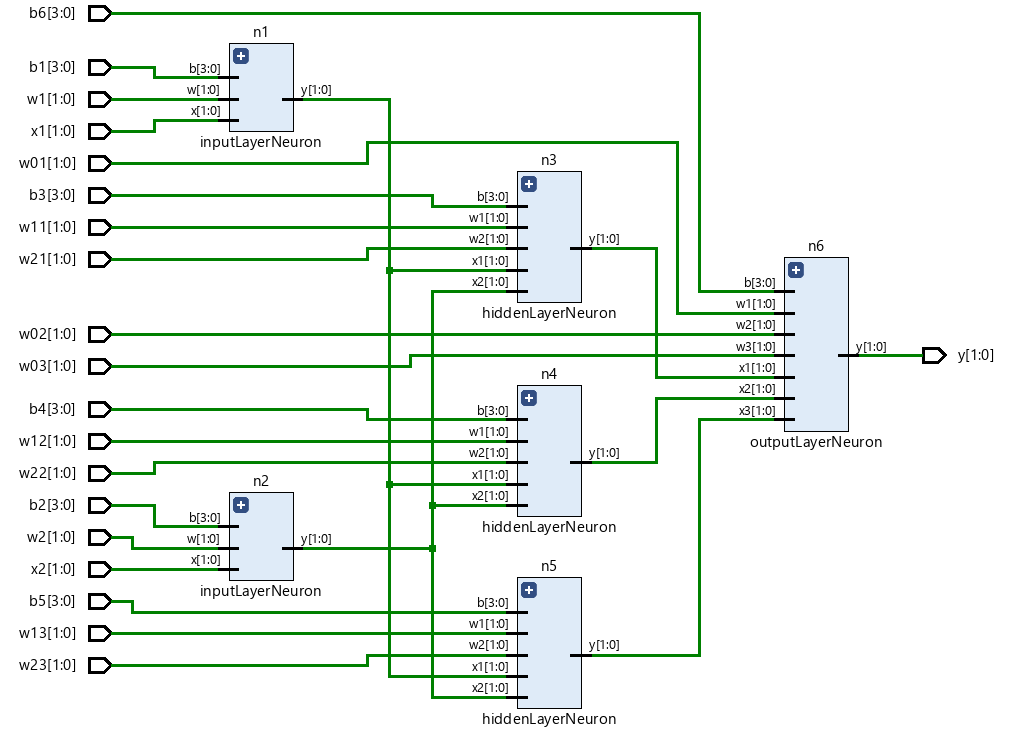 b6[3:0]
n1
b1[3:0]
b[3:0]
w1[1:0]
w[1:0]
y[1:0]
x1[1:0]
x[1:0]
inputLayerNeuron
w01[1:0]
n3
b3[3:0]
b[3:0]
w11[1:0]
w1[1:0]
w21[1:0]
w2[1:0]
y[1:0]
x1[1:0]
x2[1:0]
hiddenLayerNeuron
n6
b[3:0]
w1[1:0]
w02[1:0]
w2[1:0]
w03[1:0]
w3[1:0]
y[1:0]
y[1:0]
x1[1:0]
x2[1:0]
x3[1:0]
outputLayerNeuron
n4
b4[3:0]
b[3:0]
w12[1:0]
w1[1:0]
w22[1:0]
w2[1:0]
y[1:0]
x1[1:0]
x2[1:0]
hiddenLayerNeuron
n2
b2[3:0]
b[3:0]
w2[1:0]
w[1:0]
y[1:0]
x2[1:0]
x[1:0]
inputLayerNeuron
n5
b5[3:0]
b[3:0]
w13[1:0]
w1[1:0]
w23[1:0]
w2[1:0]
y[1:0]
x1[1:0]
x2[1:0]
hiddenLayerNeuron